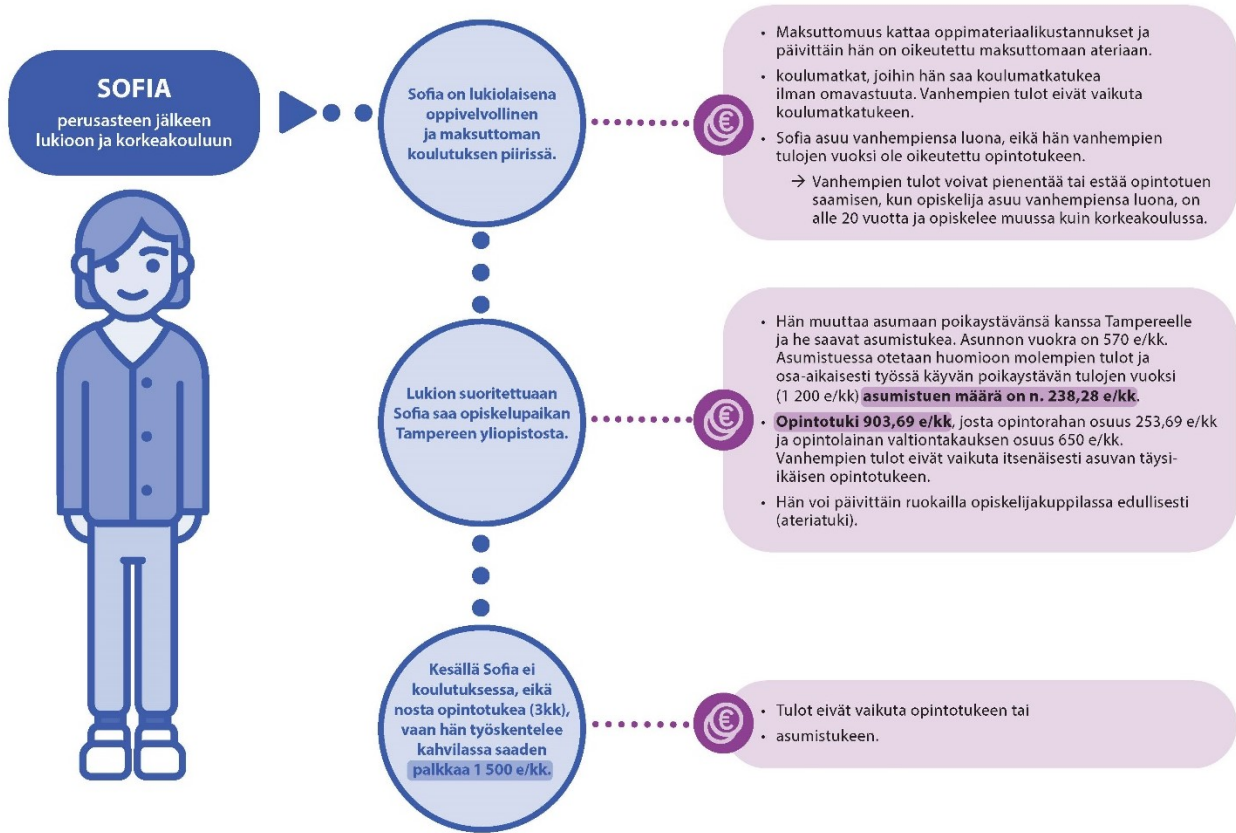 SOFIA
perusasteen jälkeen
lukioon ja korkeakouluun
Sofia on lukiolaisena
oppivelvollinen
ja maksuttoman
koulutuksen piirissä.
• Maksuttomuus kattaa oppimateriaalikustannukset ja
päivittäin hän on oikeutettu maksuttomaan ateriaan.
• koulumatkat, joihin hän saa koulumatkatukea
ilman omavastuuta. Vanhempien tulot eivät vaikuta
koulumatkatukeen.
• Sofia asuu vanhempiensa luona, eikä hän vanhempien
tulojen vuoksi ole oikeutettu opintotukeen.
→ Vanhempien tulot voivat pienentää tai estää opintotuen
saamisen, kun opiskelija asuu vanhempiensa luona, on
alle 20 vuotta ja opiskelee muussa kuin korkeakoulussa.
Lukion suoritettuaan
Sofia saa opiskelupaikan
Tampereen yliopistosta.
• Hän muuttaa asumaan poikaystävänsä kanssa Tampereelle
ja he saavat asumistukea. Asunnon vuokra on 570 e/kk.
Asumistuessa otetaan huomioon molempien tulot ja
osa-aikaisesti työssä käyvän poikaystävän tulojen vuoksi
(1 200 e/kk) asumistuen määrä on n. 238,28 e/kk.
• Opintotuki 903,69 e/kk, josta opintorahan osuus 253,69 e/kk
ja opintolainan valtiontakauksen osuus 650 e/kk.
Vanhempien tulot eivät vaikuta itsenäisesti asuvan täysi-
ikäisen opintotukeen.
• Hän voi päivittäin ruokailla opiskelijakuppilassa edullisesti
(ateriatuki).
Kesällä Sofia ei
koulutuksessa, eikä
nosta opintotukea (3kk),
vaan hän työskentelee
kahvilassa saaden
palkkaa 1 500 e/kk.
• Tulot eivät vaikuta opintotukeen tai
• asumistukeen.